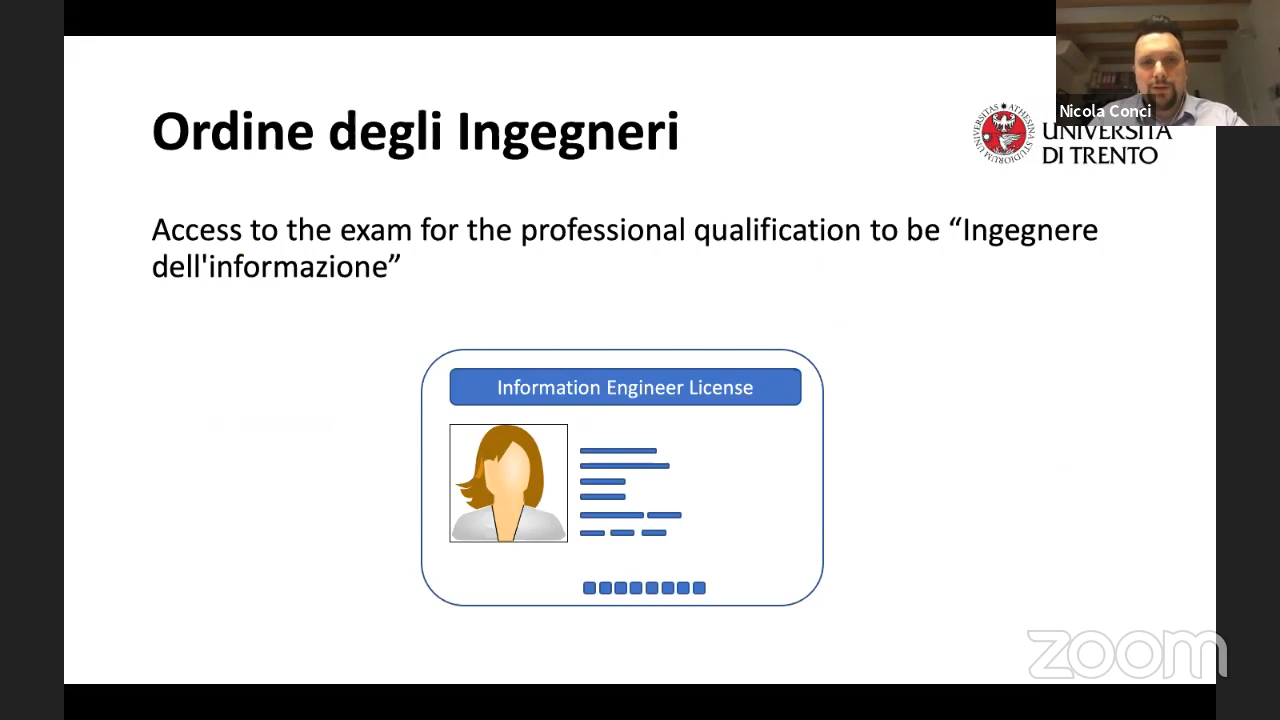 Ordine degli Ingegneri
Nicola Conci
UNIVERSITÀ
DI TRENTO
Access to the exam for the professional qualification to be “Ingegnere
dell'informazione”
Information Engineer License
zoom